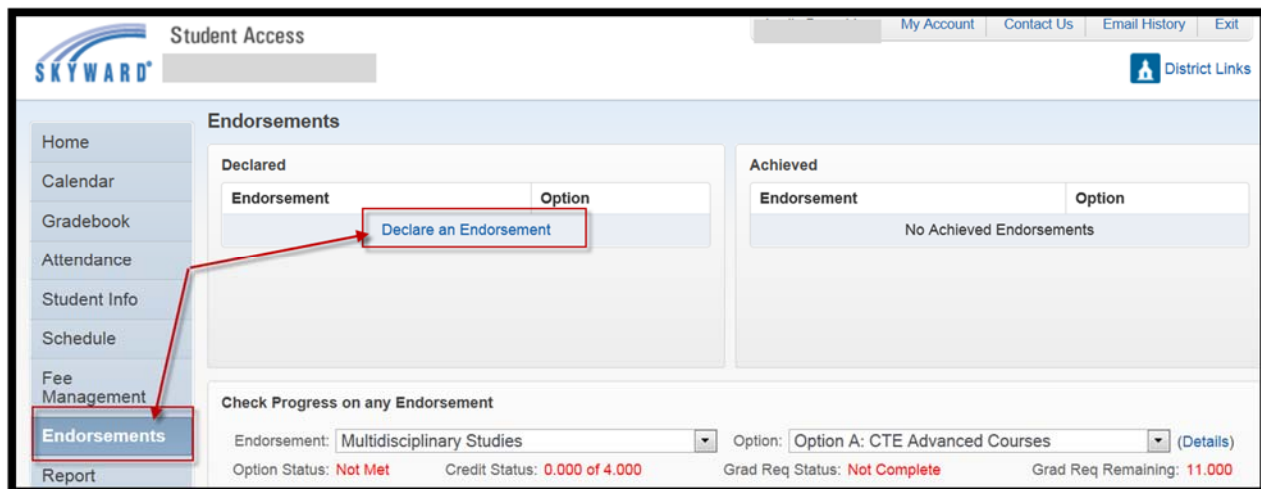 Student Access
My Account Contact Us Email History Exit
SKYWARD®
District Links
Home
Calendar
Gradebook
Attendance
Student Info
Schedule
Fee
Management
Endorsements
Report
Endorsements
Declared
Endorsement Option
Declare an Endorsement
Achieved
Endorsement Option
No Achieved Endorsements
Check Progress on any Endorsement
Endorsement: Multidisciplinary Studies Option: Option A: CTE Advanced Courses (Details)
Option Status: Not Met Credit Status: 0.000 of 4.000 Grad Req Status: Not Complete Grad Req Remaining: 11.000